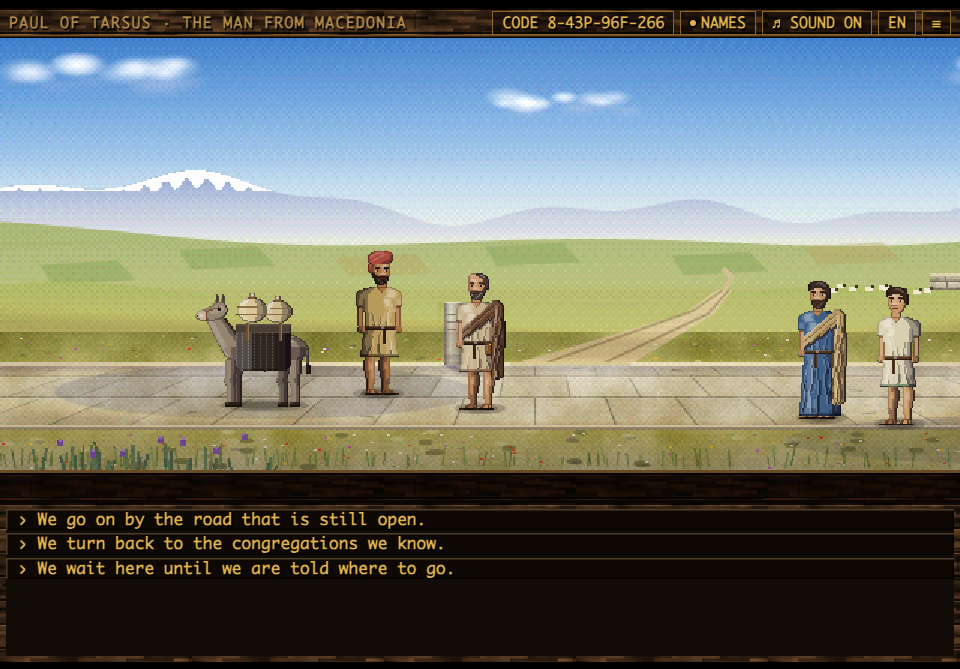 PAUL OF TARSUS · THE MAN FROM MACEDONIA
CODE 8-43P-96F-266
• NAMES
♬ SOUND ON
EN
≡
› We go on by the road that is still open.
› We turn back to the congregations we know.
› We wait here until we are told where to go.